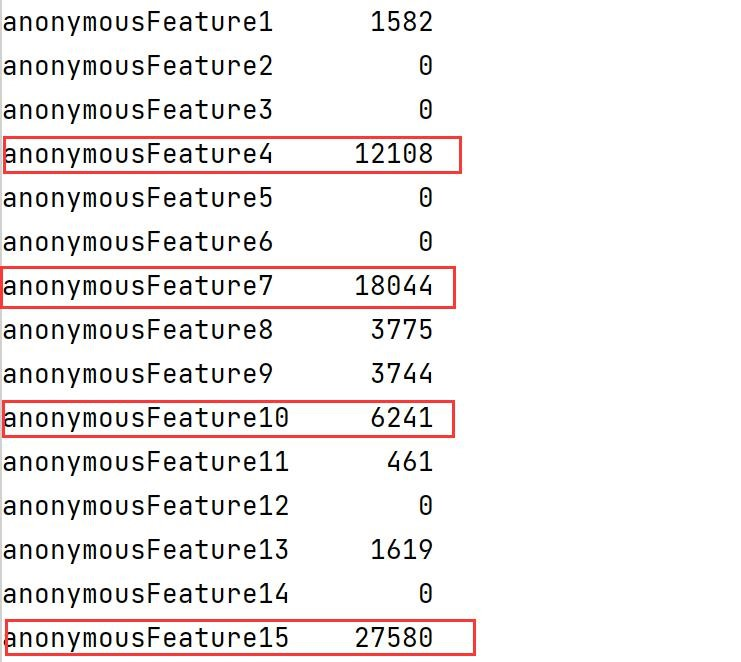 anonymousFeature1 1582
anonymousFeature2 0
anonymousFeature3 0
anonymousFeature4 12108
anonymousFeature5 0
anonymousFeature6 0
anonymousFeature7 18044
anonymousFeature8 3775
anonymousFeature9 3744
anonymousFeature10 6241
anonymousFeature11 461
anonymousFeature12 0
anonymousFeature13 1619
anonymousFeature14 0
anonymousFeature15 27580